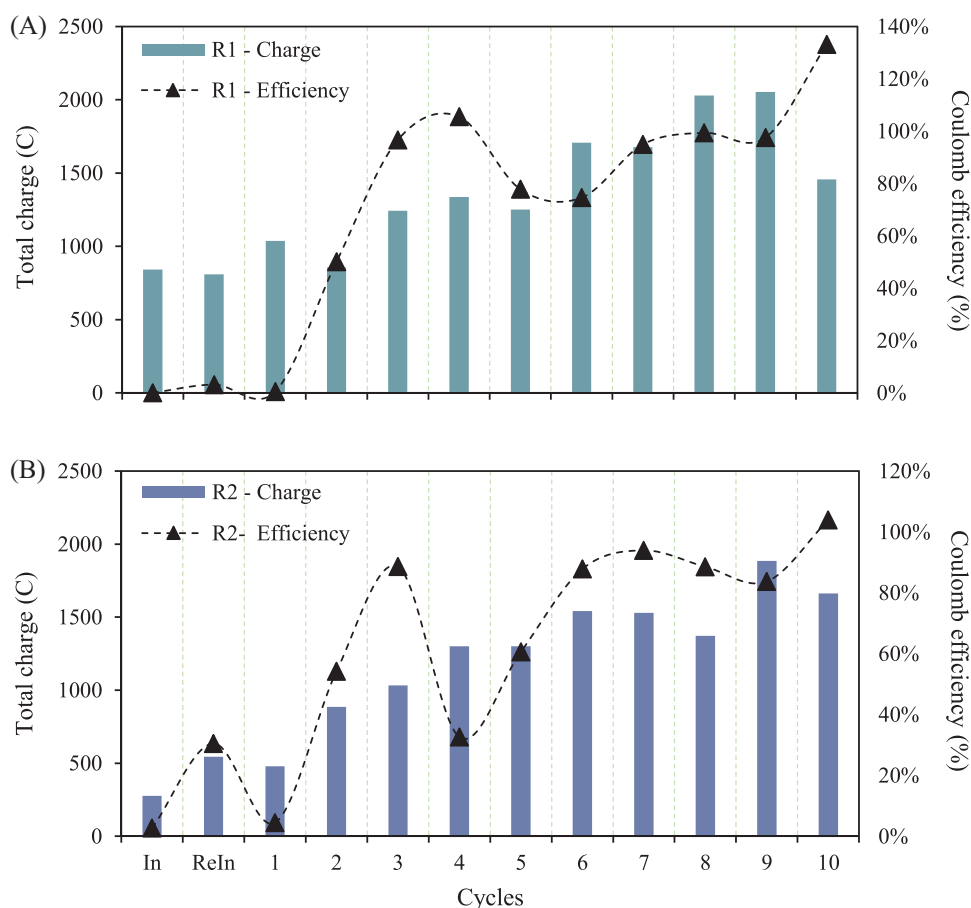 (A)
2500
2000
1500
1000
500
0
Total charge (C)
R1 - Charge
R1 - Efficiency
140%
120%
100%
80%
60%
40%
20%
0%
Coulomb efficiency (%)
(B)
2500
2000
1500
1000
500
0
Total charge (C)
R2 - Charge
R2- Efficiency
120%
100%
80%
60%
40%
20%
0%
Coulomb efficiency (%)
In ReIn 1 2 3 4 5 6 7 8 9 10
Cycles